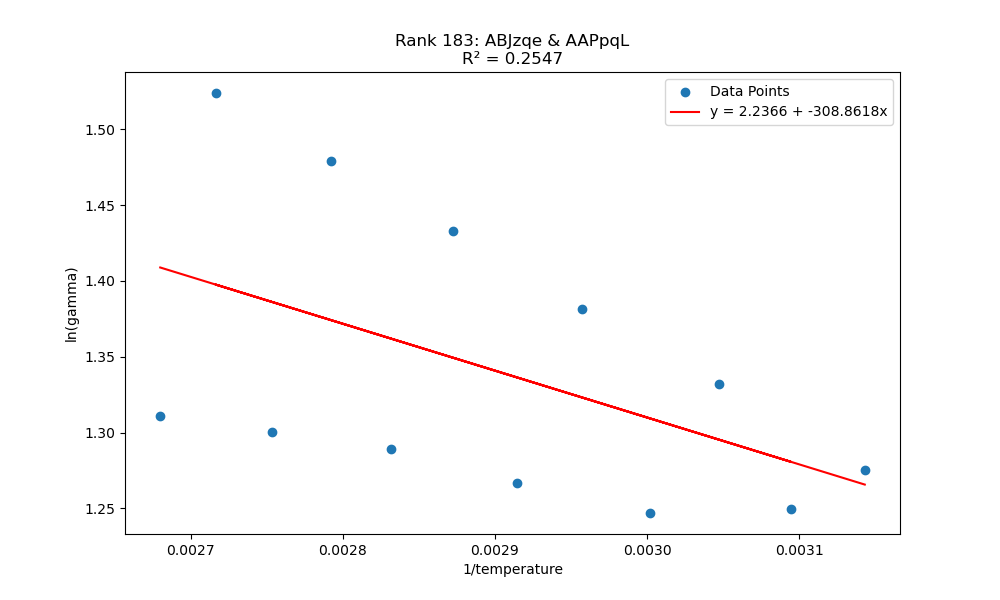 Rank 183: ABJzqe & AAPpqL
R² = 0.2547
Data Points
y = 2.2366 + -308.8618x
ln(gamma)
1.50
1.45
1.40
1.35
1.30
1.25
0.0027
0.0028
0.0029
0.0030
0.0031
1/temperature